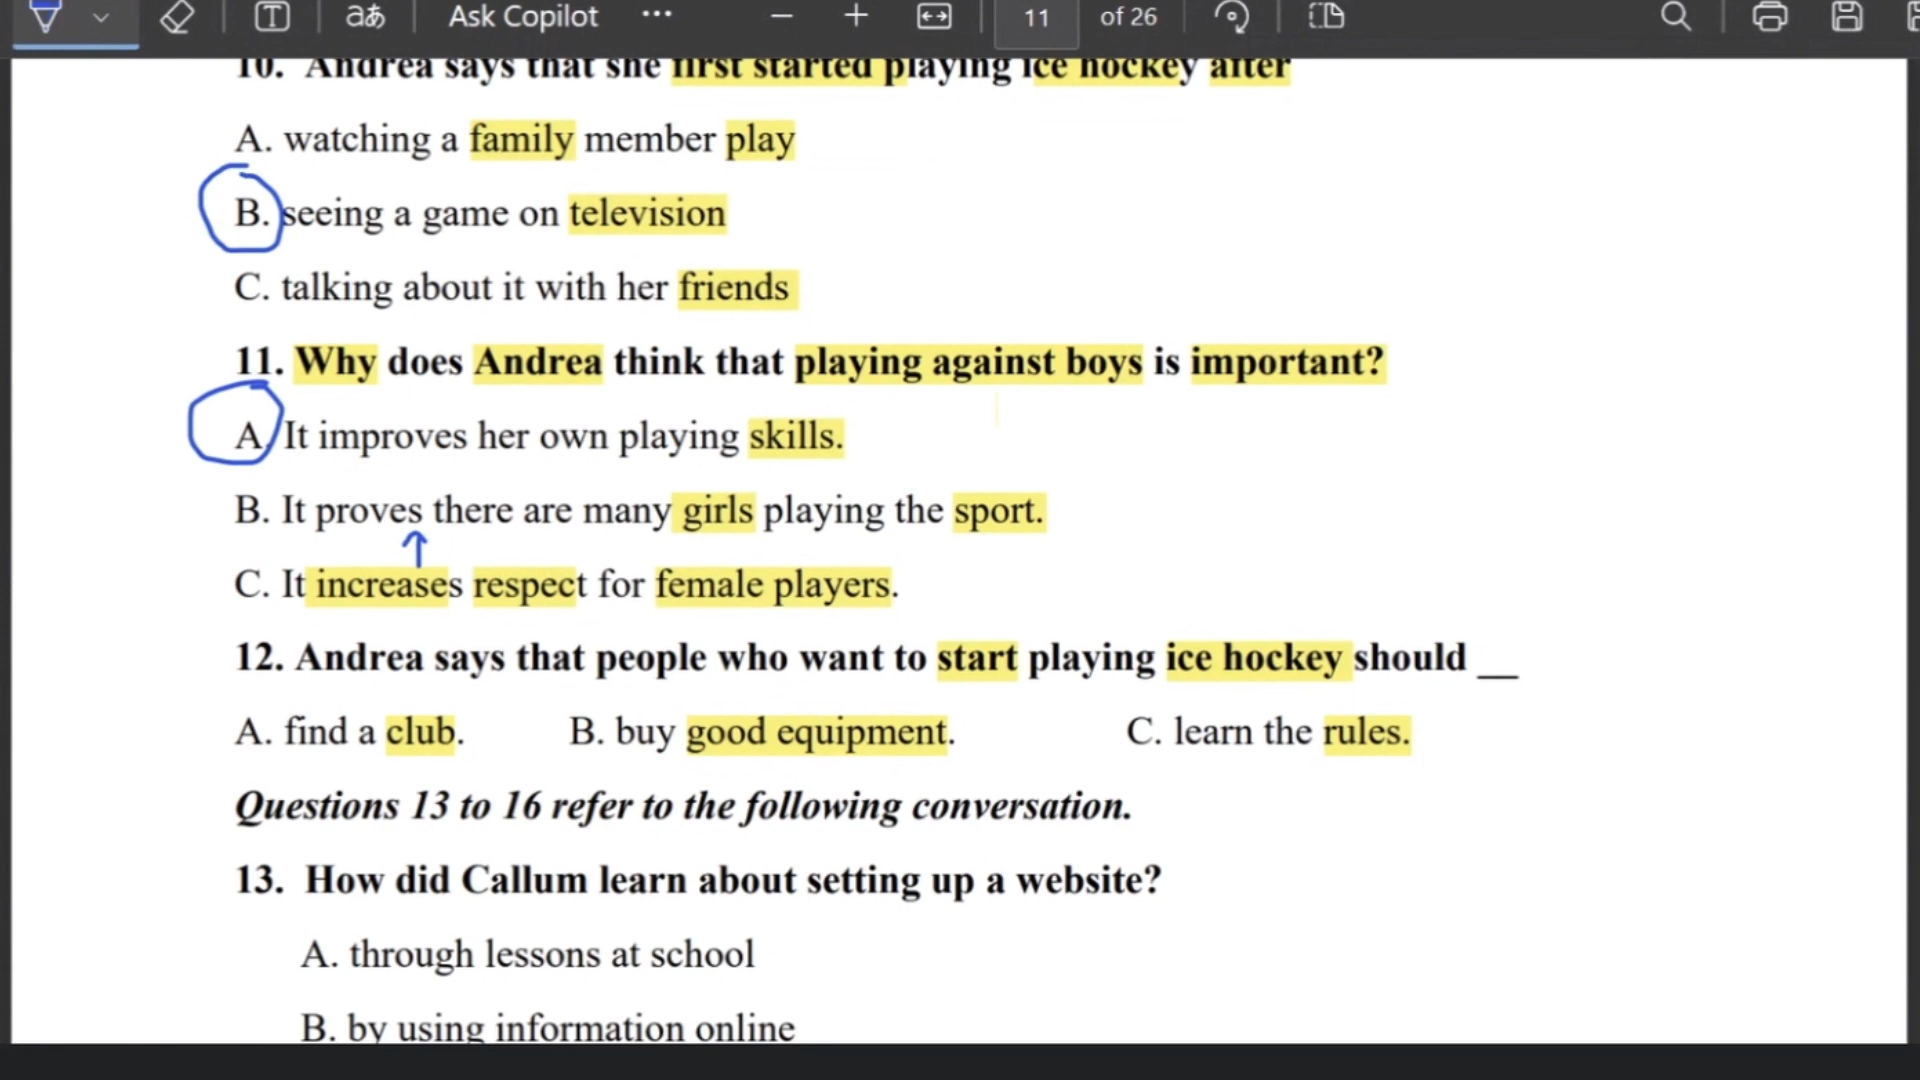 aあ Ask Copilot ... 11 of 26
10. Andrea says that she first started playing ice hockey after
A. watching a family member play
B. seeing a game on television
C. talking about it with her friends
11. Why does Andrea think that playing against boys is important?
A. It improves her own playing skills.
B. It proves there are many girls playing the sport.
C. It increases respect for female players.
12. Andrea says that people who want to start playing ice hockey should __
A. find a club. B. buy good equipment. C. learn the rules.
Questions 13 to 16 refer to the following conversation.
13. How did Callum learn about setting up a website?
A. through lessons at school
B. by using information online